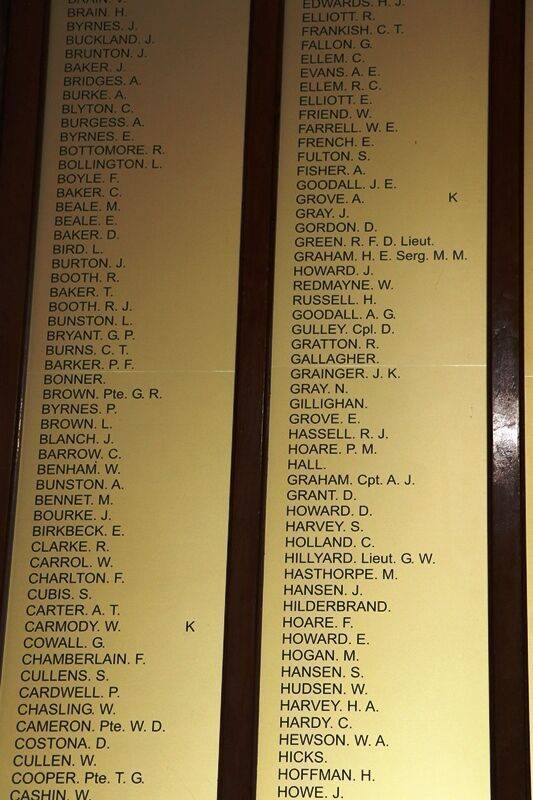 BRAIN. V.
BRAIN. H.
BYRNES. J.
BUCKLAND. J.
BRUNTON. J.
BAKER. J.
BRIDGES. A.
BURKE. A.
BLYTON. C.
BURGESS. A.
BYRNES. E.
BOTTOMORE. R.
BOLLINGTON. L.
BOYLE. F.
BAKER. C.
BEALE. M.
BEALE. E.
BAKER. D.
BIRD. L.
BURTON. J.
BOOTH. R.
BAKER. T.
BOOTH. R. J.
BUNSTON. L.
BRYANT. G. P.
BURNS. C. T.
BARKER. P. F.
BONNER.
BROWN. Pte. G. R.
BYRNES. P.
BROWN. L.
BLANCH. J.
BARROW. C.
BENHAM. W.
BUNSTON. A.
BENNET. M.
BOURKE. J.
BIRKBECK. E.
CLARKE. R.
CARROL. W.
CHARLTON. F.
CUBIS. S.
CARTER. A. T.
CARMODY. W. K
COWALL. G.
CHAMBERLAIN. F.
CULLENS. S.
CARDWELL. P.
CHASLING. W.
CAMERON. Pte. W. D.
COSTONA. D.
CULLEN. W.
COOPER. Pte. T. G.
CASHIN. W.
EDWARDS. H. J.
ELLIOTT. R.
FRANKISH. C. T.
FALLON. G.
ELLEM. C.
EVANS. A. E.
ELLEM. R. C.
ELLIOTT. E.
FRIEND. W.
FARRELL. W. E.
FRENCH. E.
FULTON. S.
FISHER. A.
GOODALL. J. E.
GROVE. A. K
GRAY. J.
GORDON. D.
GREEN. R. F. D. Lieut.
GRAHAM. H. E. Serg. M. M.
HOWARD. J.
REDMAYNE. W.
RUSSELL. H.
GOODALL. A. G.
GULLEY. Cpl. D.
GRATTON. R.
GALLAGHER.
GRAINGER. J. K.
GRAY. N.
GILLIGHAN.
GROVE. E.
HASSELL. R. J.
HOARE. P. M.
HALL.
GRAHAM. Cpt. A. J.
GRANT. D.
HOWARD. D.
HARVEY. S.
HOLLAND. C.
HILLYARD. Lieut. G. W.
HASTHORPE. M.
HANSEN. J.
HILDERBRAND.
HOARE. F.
HOWARD. E.
HOGAN. M.
HANSEN. S.
HUDSEN. W.
HARVEY. H. A.
HARDY. C.
HEWSON. W. A.
HICKS.
HOFFMAN. H.
HOWE. J.